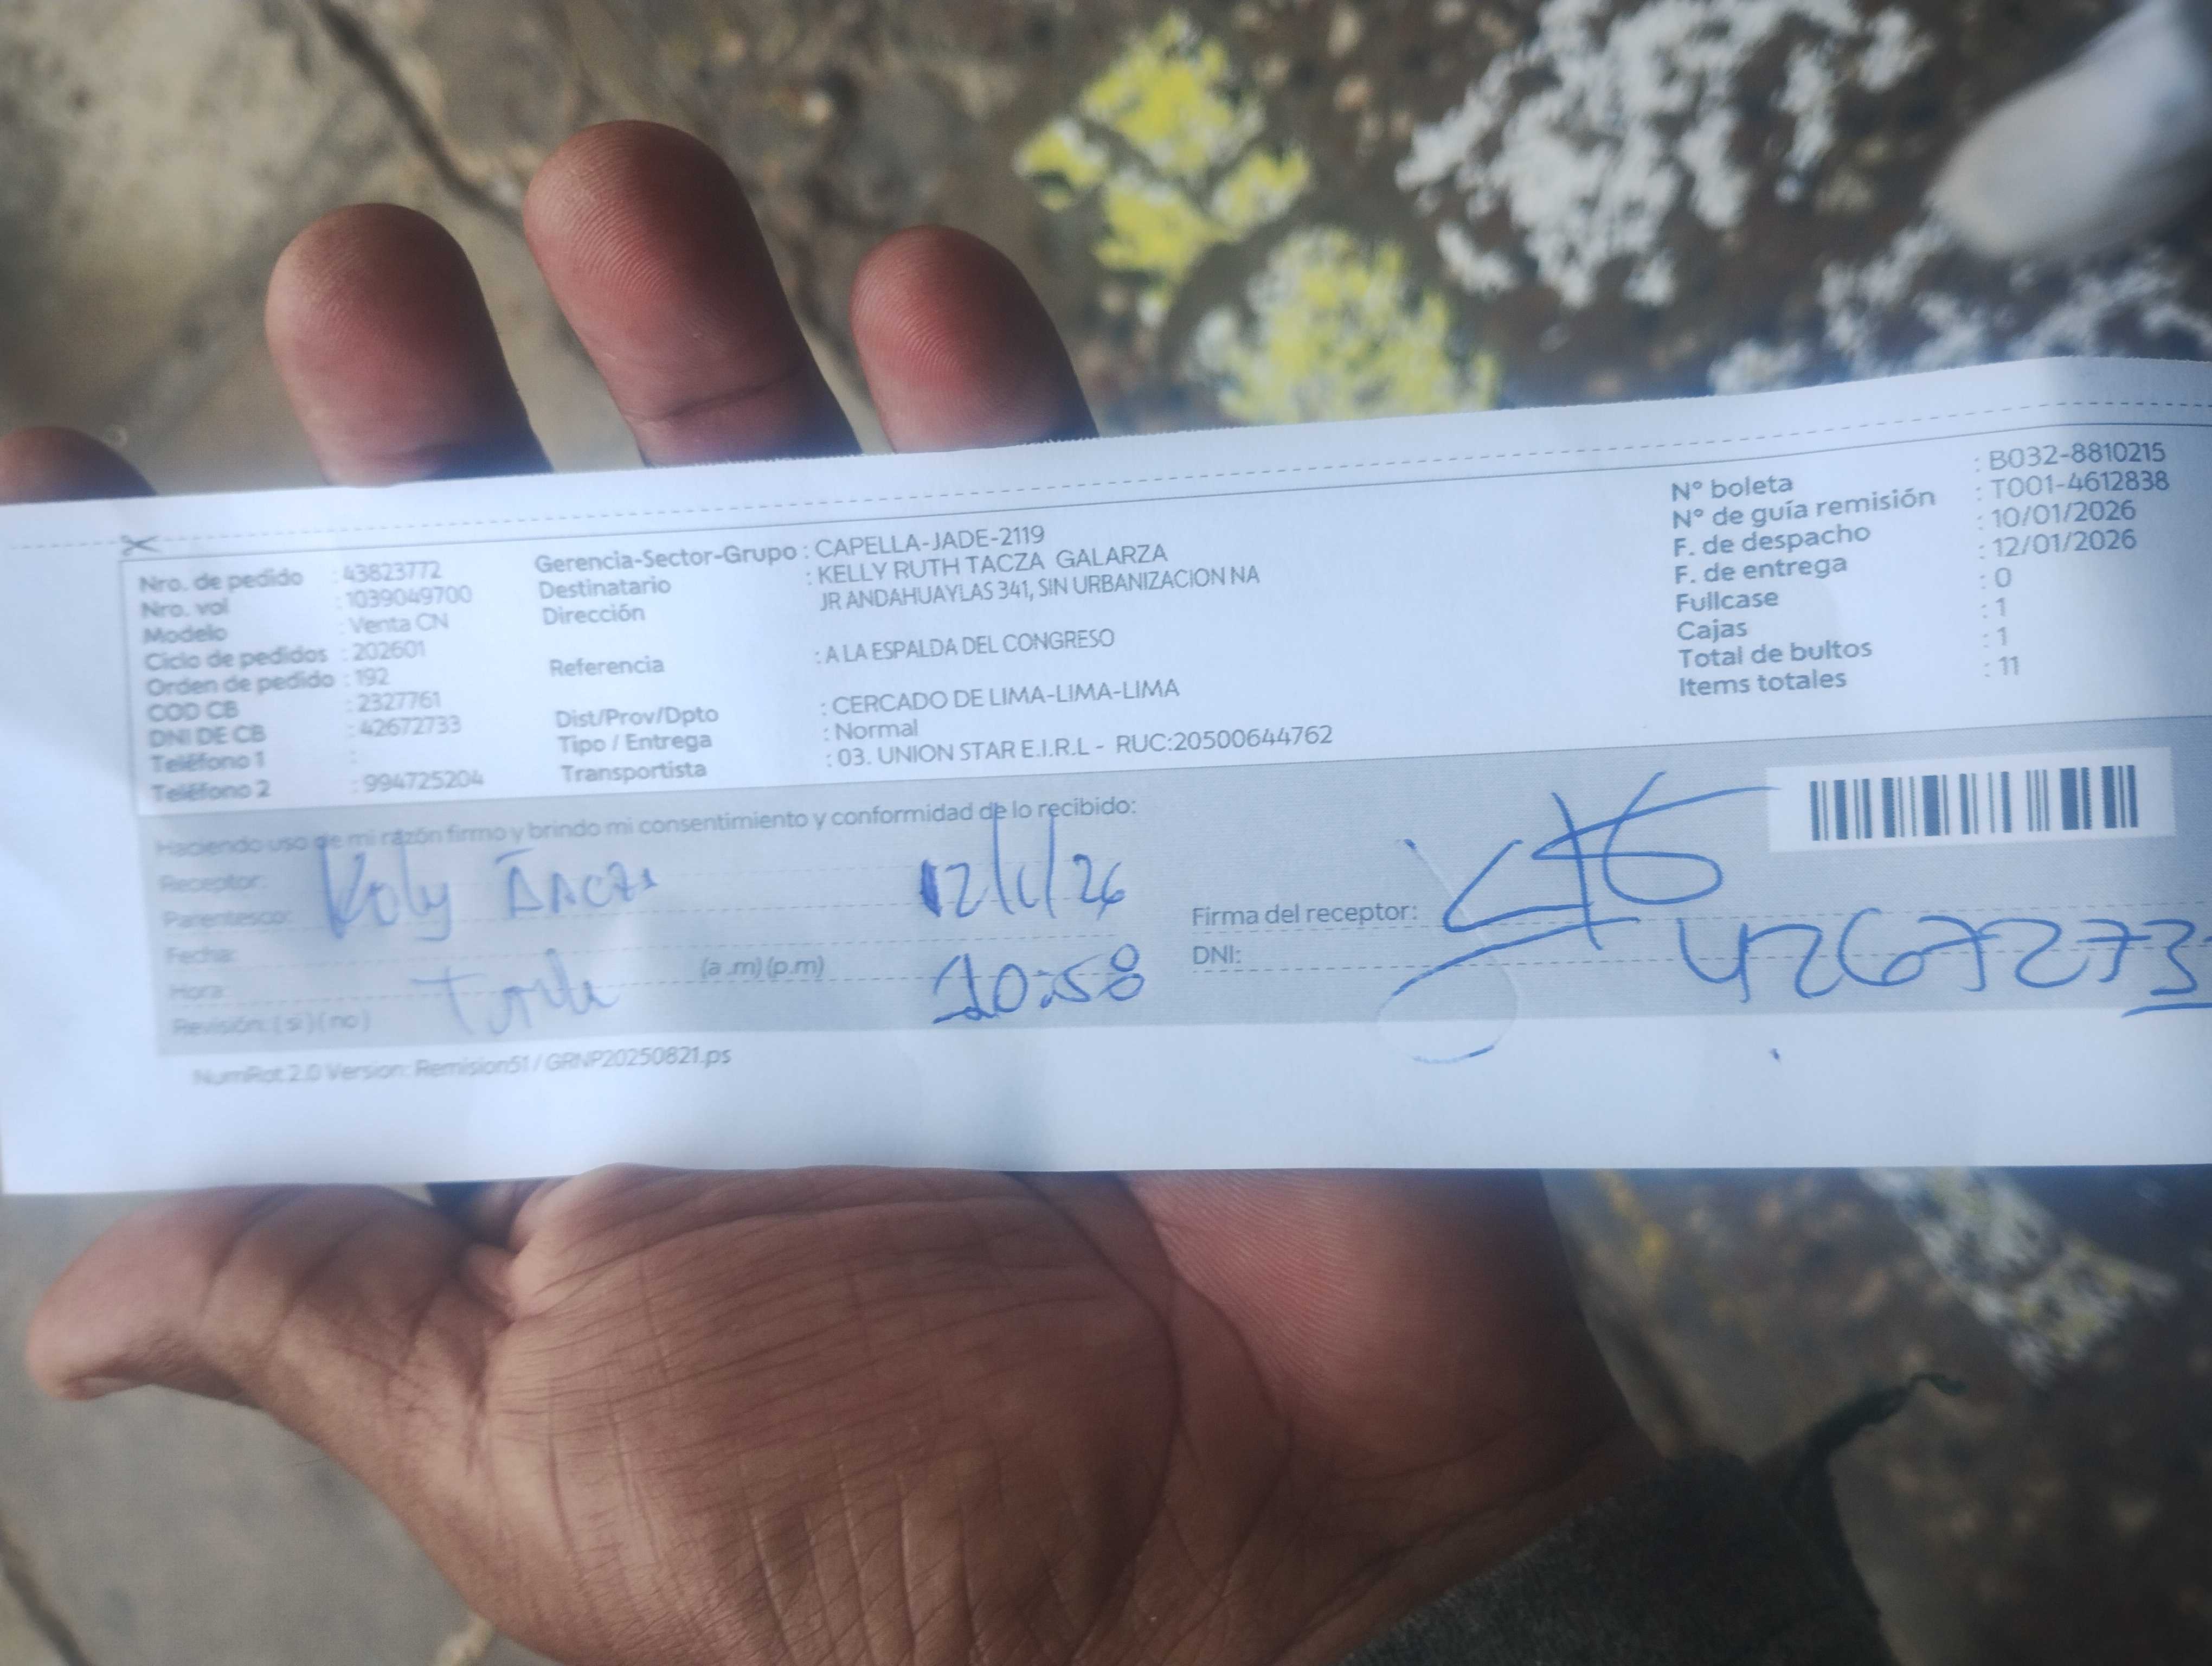 Nro. de pedido : 43823772
Nro. vol : 1039049700
Modelo : Venta CN
Ciclo de pedidos : 202601
Orden de pedido : 192
COD CB : 2327761
DNI DE CB : 42672733
Teléfono 1 :
Teléfono 2 : 994725204
Gerencia-Sector-Grupo : CAPELLA-JADE-2119
Destinatario : KELLY RUTH TACZA GALARZA
Dirección JR ANDAHUAYLAS 341, SIN URBANIZACION NA
Referencia : A LA ESPALDA DEL CONGRESO
Dist/Prov/Dpto : CERCADO DE LIMA-LIMA-LIMA
Tipo / Entrega : Normal
Transportista : 03. UNION STAR E.I.R.L - RUC:20500644762
N° boleta : B032-8810215
N° de guía remisión : T001-4612838
F. de despacho : 10/01/2026
F. de entrega : 12/01/2026
Fullcase : 0
Cajas : 1
Total de bultos : 1
Items totales : 11
Haciendo uso de mi razón firmo y brindo mi consentimiento y conformidad de lo recibido:
Receptor:
Parentesco: 12/1/26
Fecha:
Hora: (a .m) (p.m) 10:58
Revisión: ( si ) ( no )
Firma del receptor:
DNI: 42672733
NumRot 2.0 Version: Remision51 / GRNP20250821.ps